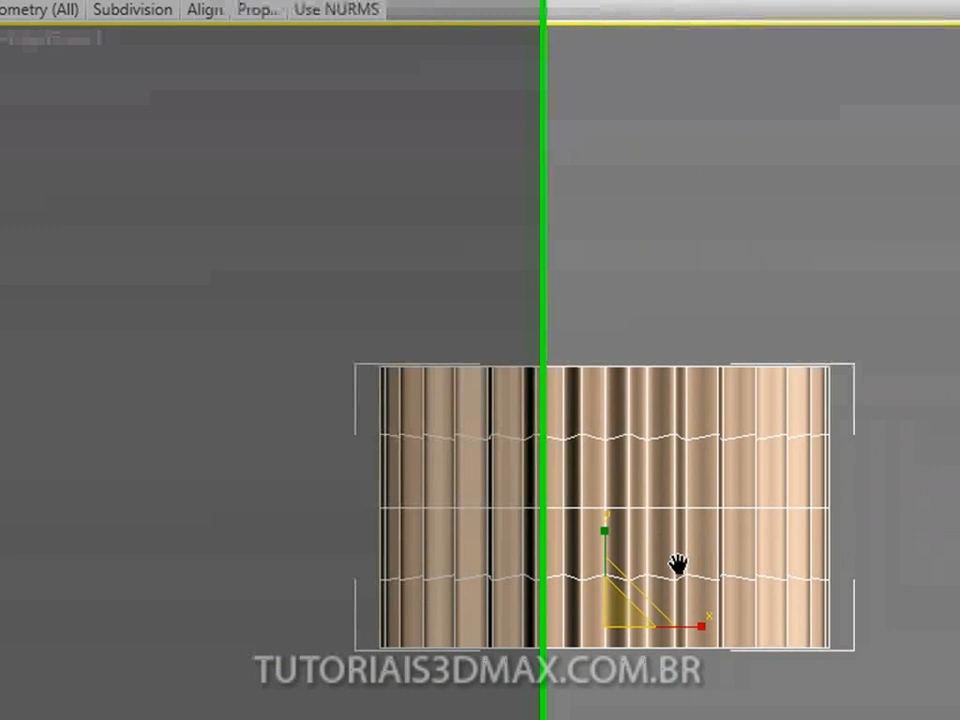 ometry (All) Subdivision Align Prop... Use NURMS
x
TUTORIAIS3DMAX.COM.BR